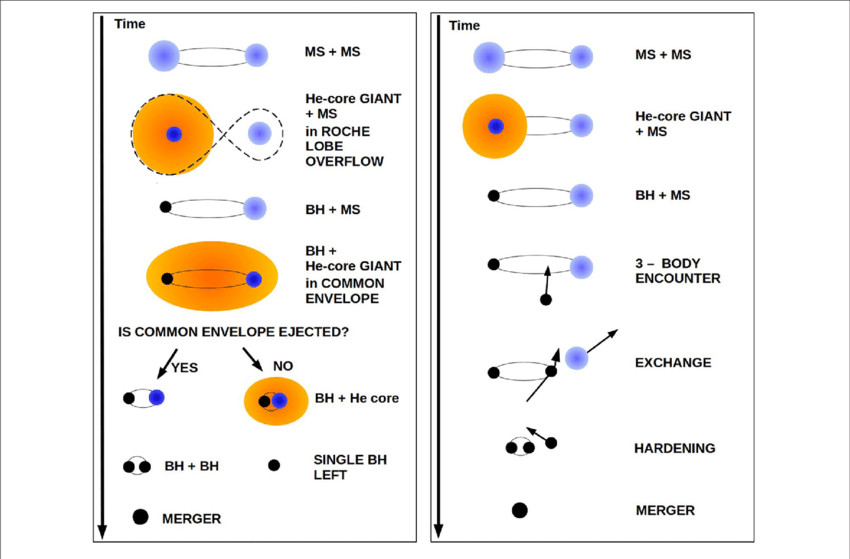 Time
MS + MS
He-core GIANT
+ MS
in ROCHE
LOBE
OVERFLOW
BH + MS
BH +
He-core GIANT
in COMMON
ENVELOPE
IS COMMON ENVELOPE EJECTED?
YES
NO
BH + He core
BH + BH
SINGLE BH
LEFT
MERGER
Time
MS + MS
He-core GIANT
+ MS
BH + MS
3 – BODY
ENCOUNTER
EXCHANGE
HARDENING
MERGER